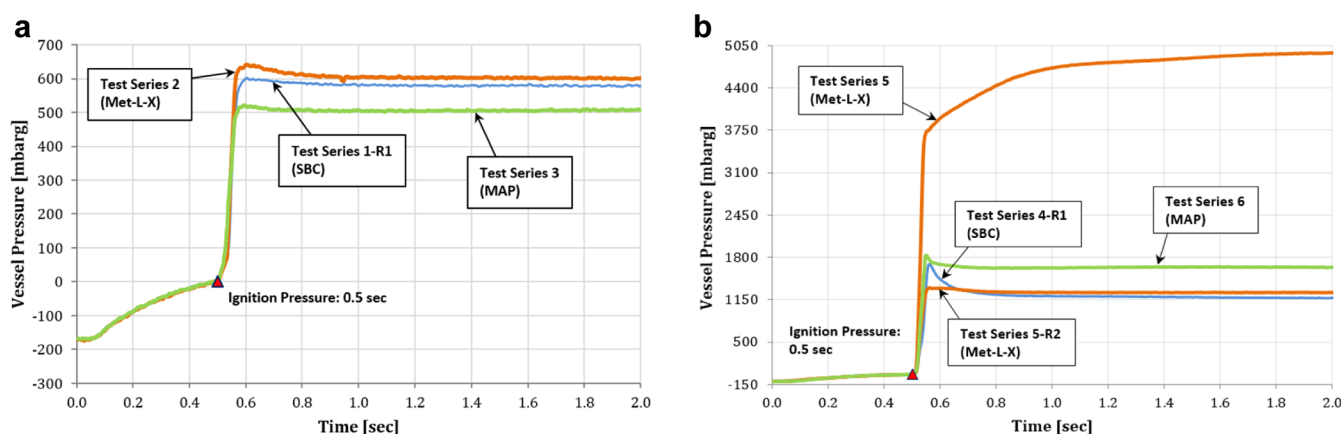 a
Vessel Pressure [mbarg]
700
600
500
400
300
200
100
0
-100
-200
-300
Test Series 2
(Met-L-X)
Test Series 1-R1
(SBC)
Test Series 3
(MAP)
Ignition Pressure: 0.5 sec
0.0 0.2 0.4 0.6 0.8 1.0 1.2 1.4 1.6 1.8 2.0
Time [sec]
b
Vessel Pressure [mbarg]
5050
4400
3750
3100
2450
1800
1150
500
-150
Test Series 5
(Met-L-X)
Test Series 4-R1
(SBC)
Test Series 6
(MAP)
Test Series 5-R2
(Met-L-X)
Ignition Pressure:
0.5 sec
0.0 0.2 0.4 0.6 0.8 1.0 1.2 1.4 1.6 1.8 2.0
Time [sec]